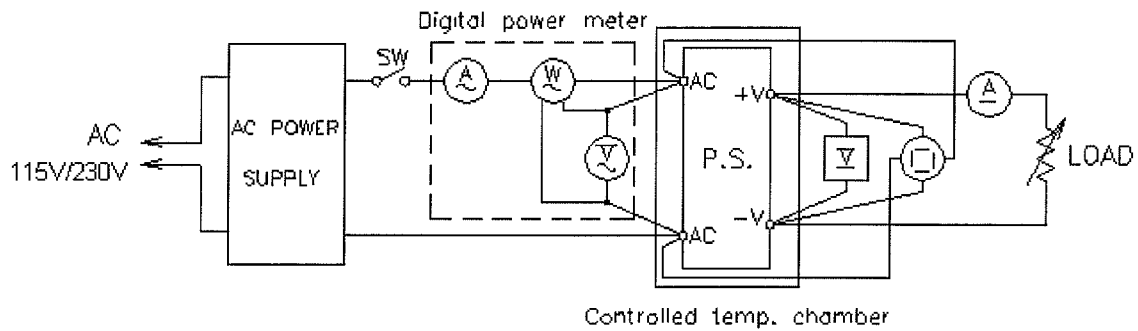 Digital power meter
SW
A
W
V
AC
115V/230V
AC POWER
SUPPLY
AC
AC
P.S.
+V
-V
V
A
LOAD
Controlled temp. chamber